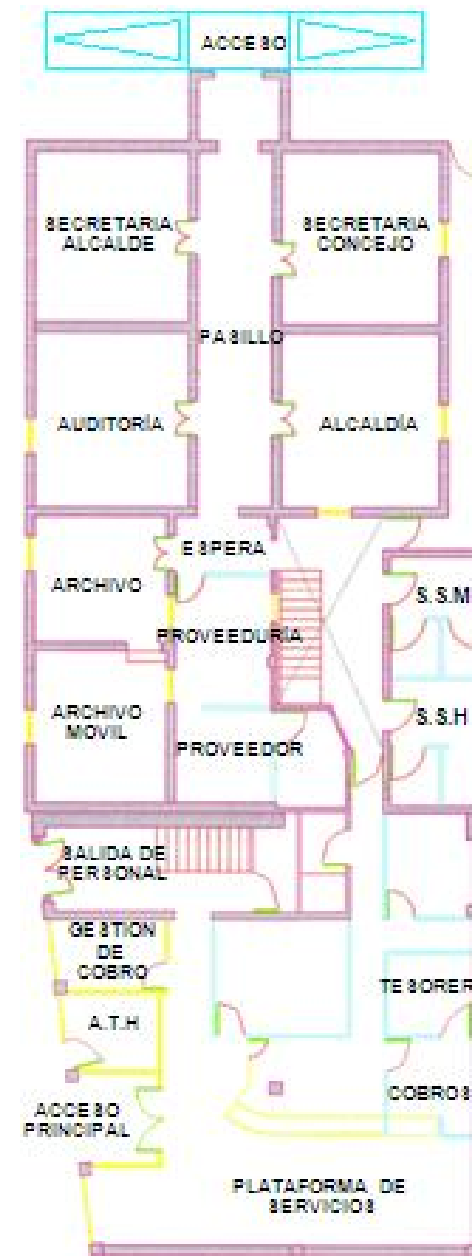 ACCESO
SECRETARIA
ALCALDE
SECRETARIA
CONCEJO
PASILLO
AUDITORÍA
ALCALDÍA
ESPERA
ARCHIVO
S.S.M
PROVEEDURÍA
ARCHIVO
MOVIL
S.S.H
PROVEEDOR
SALIDA DE
PERSONAL
GESTION
DE
COBRO
TESORER
A.T.H
COBROS
ACCESO
PRINCIPAL
PLATAFORMA DE
SERVICIOS